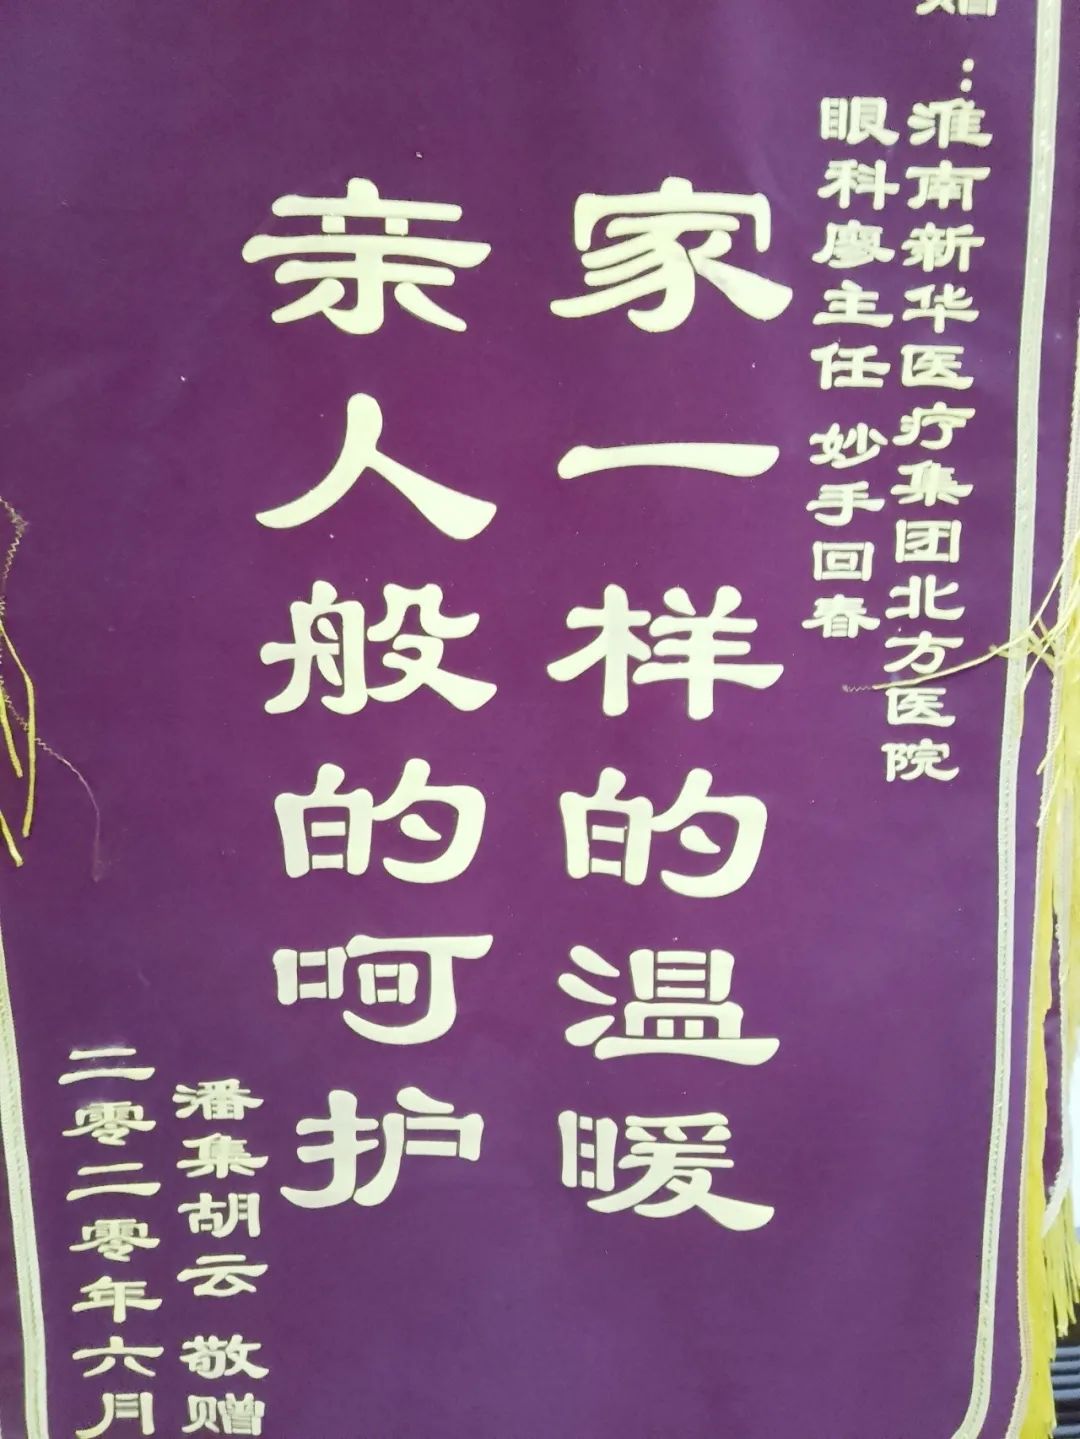 赠：淮南新华医疗集团北方医院
眼科廖主任 妙手回春
家一样的温暖
亲人般的呵护
潘集胡云 敬赠
二零二零年六月